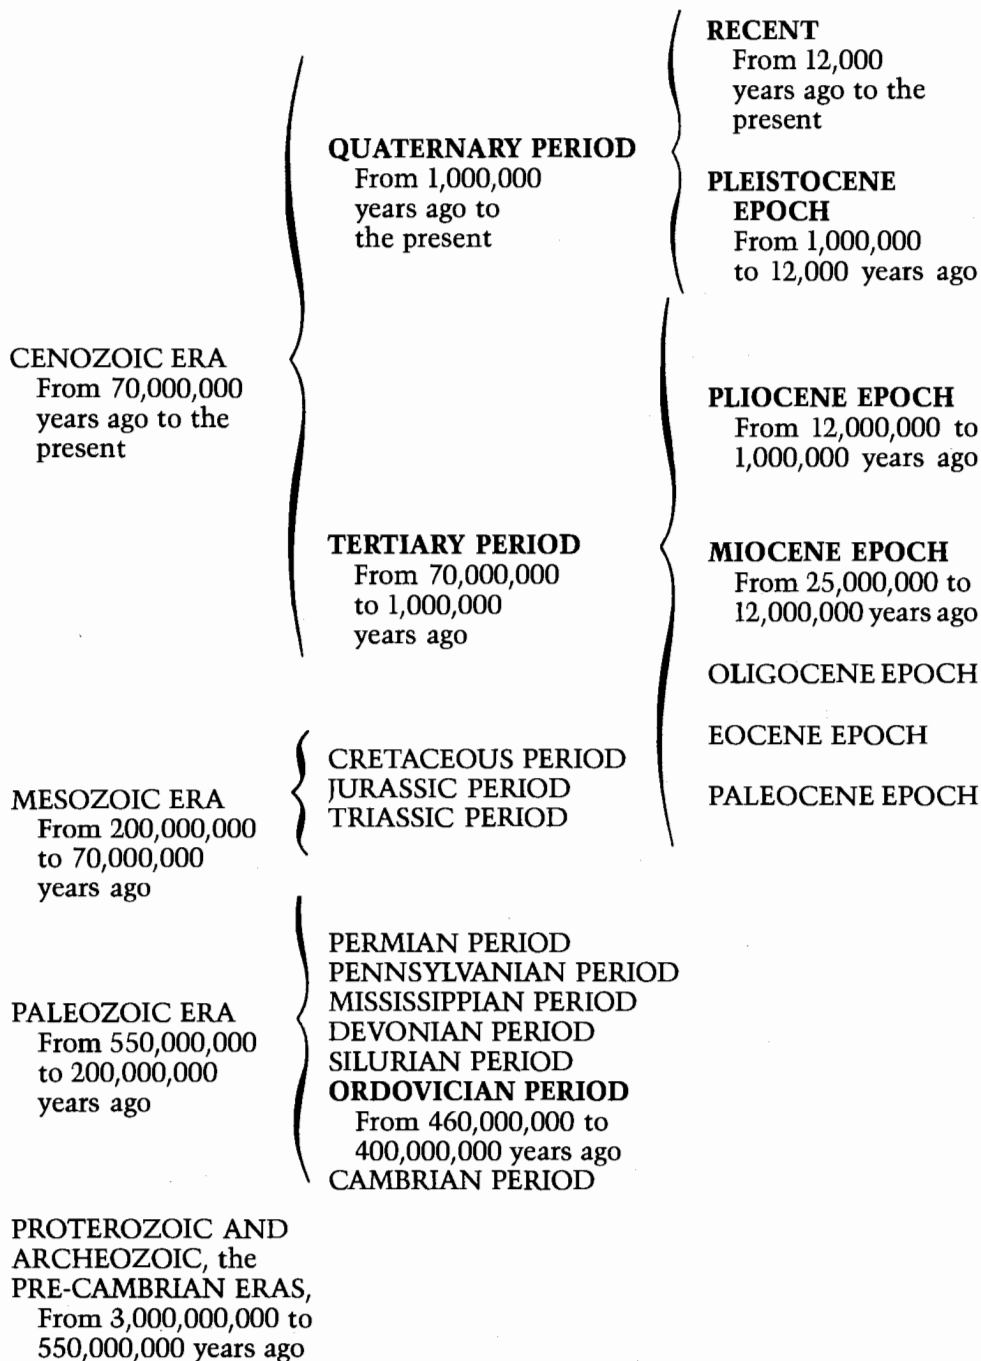 RECENT
From 12,000
years ago to the
present
QUATERNARY PERIOD
From 1,000,000
years ago to
the present
PLEISTOCENE
EPOCH
From 1,000,000
to 12,000 years ago
CENOZOIC ERA
From 70,000,000
years ago to the
present
PLIOCENE EPOCH
From 12,000,000 to
1,000,000 years ago
TERTIARY PERIOD
From 70,000,000
to 1,000,000
years ago
MIOCENE EPOCH
From 25,000,000 to
12,000,000 years ago
OLIGOCENE EPOCH
EOCENE EPOCH
PALEOCENE EPOCH
MESOZOIC ERA
From 200,000,000
to 70,000,000
years ago
CRETACEOUS PERIOD
JURASSIC PERIOD
TRIASSIC PERIOD
PALEOZOIC ERA
From 550,000,000
to 200,000,000
years ago
PERMIAN PERIOD
PENNSYLVANIAN PERIOD
MISSISSIPPIAN PERIOD
DEVONIAN PERIOD
SILURIAN PERIOD
ORDOVICIAN PERIOD
From 460,000,000 to
400,000,000 years ago
CAMBRIAN PERIOD
PROTEROZOIC AND
ARCHEOZOIC, the
PRE-CAMBRIAN ERAS,
From 3,000,000,000 to
550,000,000 years ago